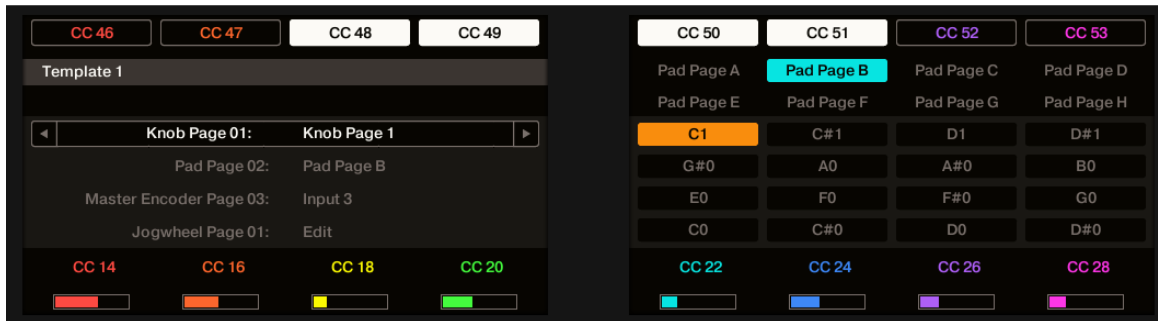 CC 46 CC 47 CC 48 CC 49
Template 1
Knob Page 01: Knob Page 1
Pad Page 02: Pad Page B
Master Encoder Page 03: Input 3
Jogwheel Page 01: Edit
CC 14 CC 16 CC 18 CC 20
CC 50 CC 51 CC 52 CC 53
Pad Page A Pad Page B Pad Page C Pad Page D
Pad Page E Pad Page F Pad Page G Pad Page H
C1 C#1 D1 D#1
G#0 A0 A#0 B0
E0 F0 F#0 G0
C0 C#0 D0 D#0
CC 22 CC 24 CC 26 CC 28